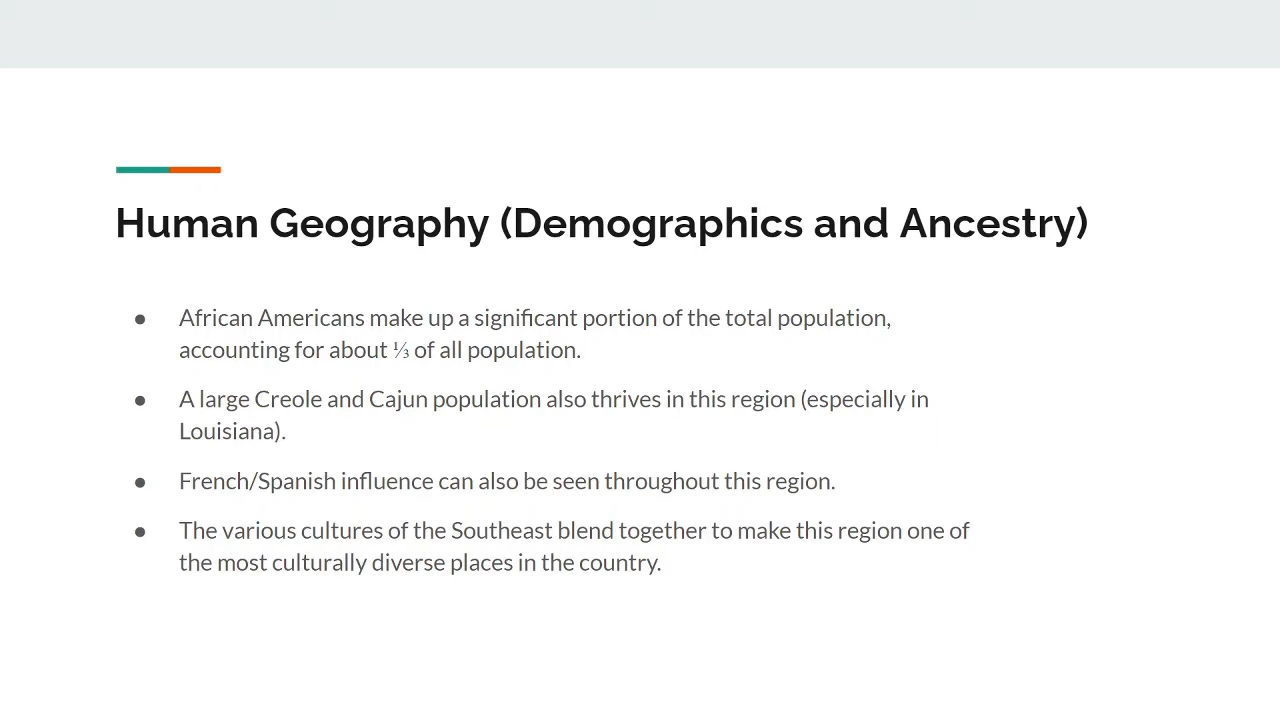 Human Geography (Demographics and Ancestry)
● African Americans make up a significant portion of the total population,
accounting for about ⅓ of all population.
● A large Creole and Cajun population also thrives in this region (especially in
Louisiana).
● French/Spanish influence can also be seen throughout this region.
● The various cultures of the Southeast blend together to make this region one of
the most culturally diverse places in the country.